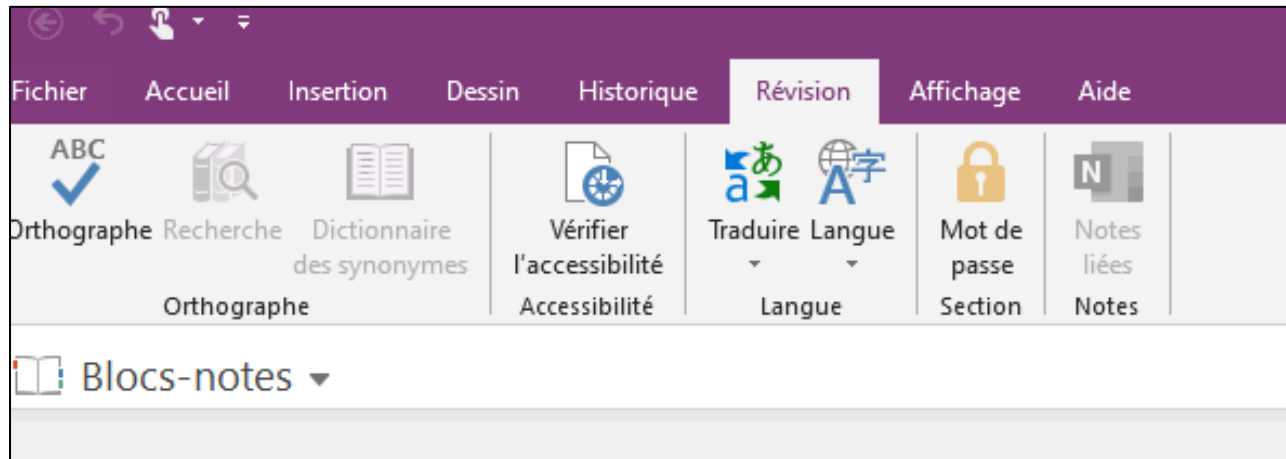 Fichier Accueil Insertion Dessin Historique Révision Affichage Aide
ABC
Orthographe Recherche Dictionnaire des synonymes
Vérifier l'accessibilité
Traduire Langue
Mot de passe
Notes liées
Orthographe Accessibilité Langue Section Notes
Blocs-notes